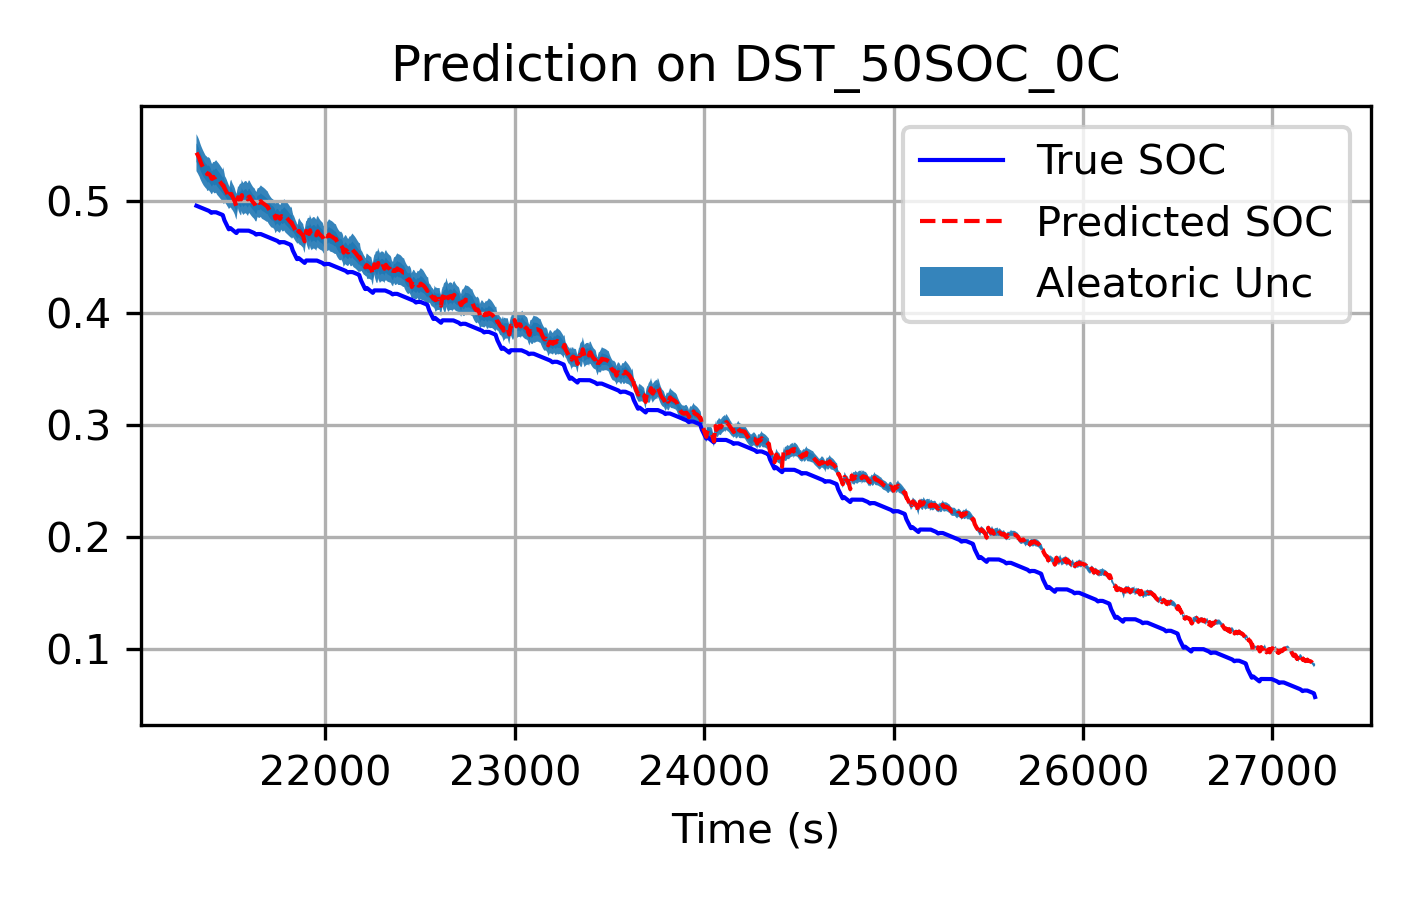 Prediction on DST_50SOC_0C
True SOC
Predicted SOC
Aleatoric Unc
0.5
0.4
0.3
0.2
0.1
22000 23000 24000 25000 26000 27000
Time (s)